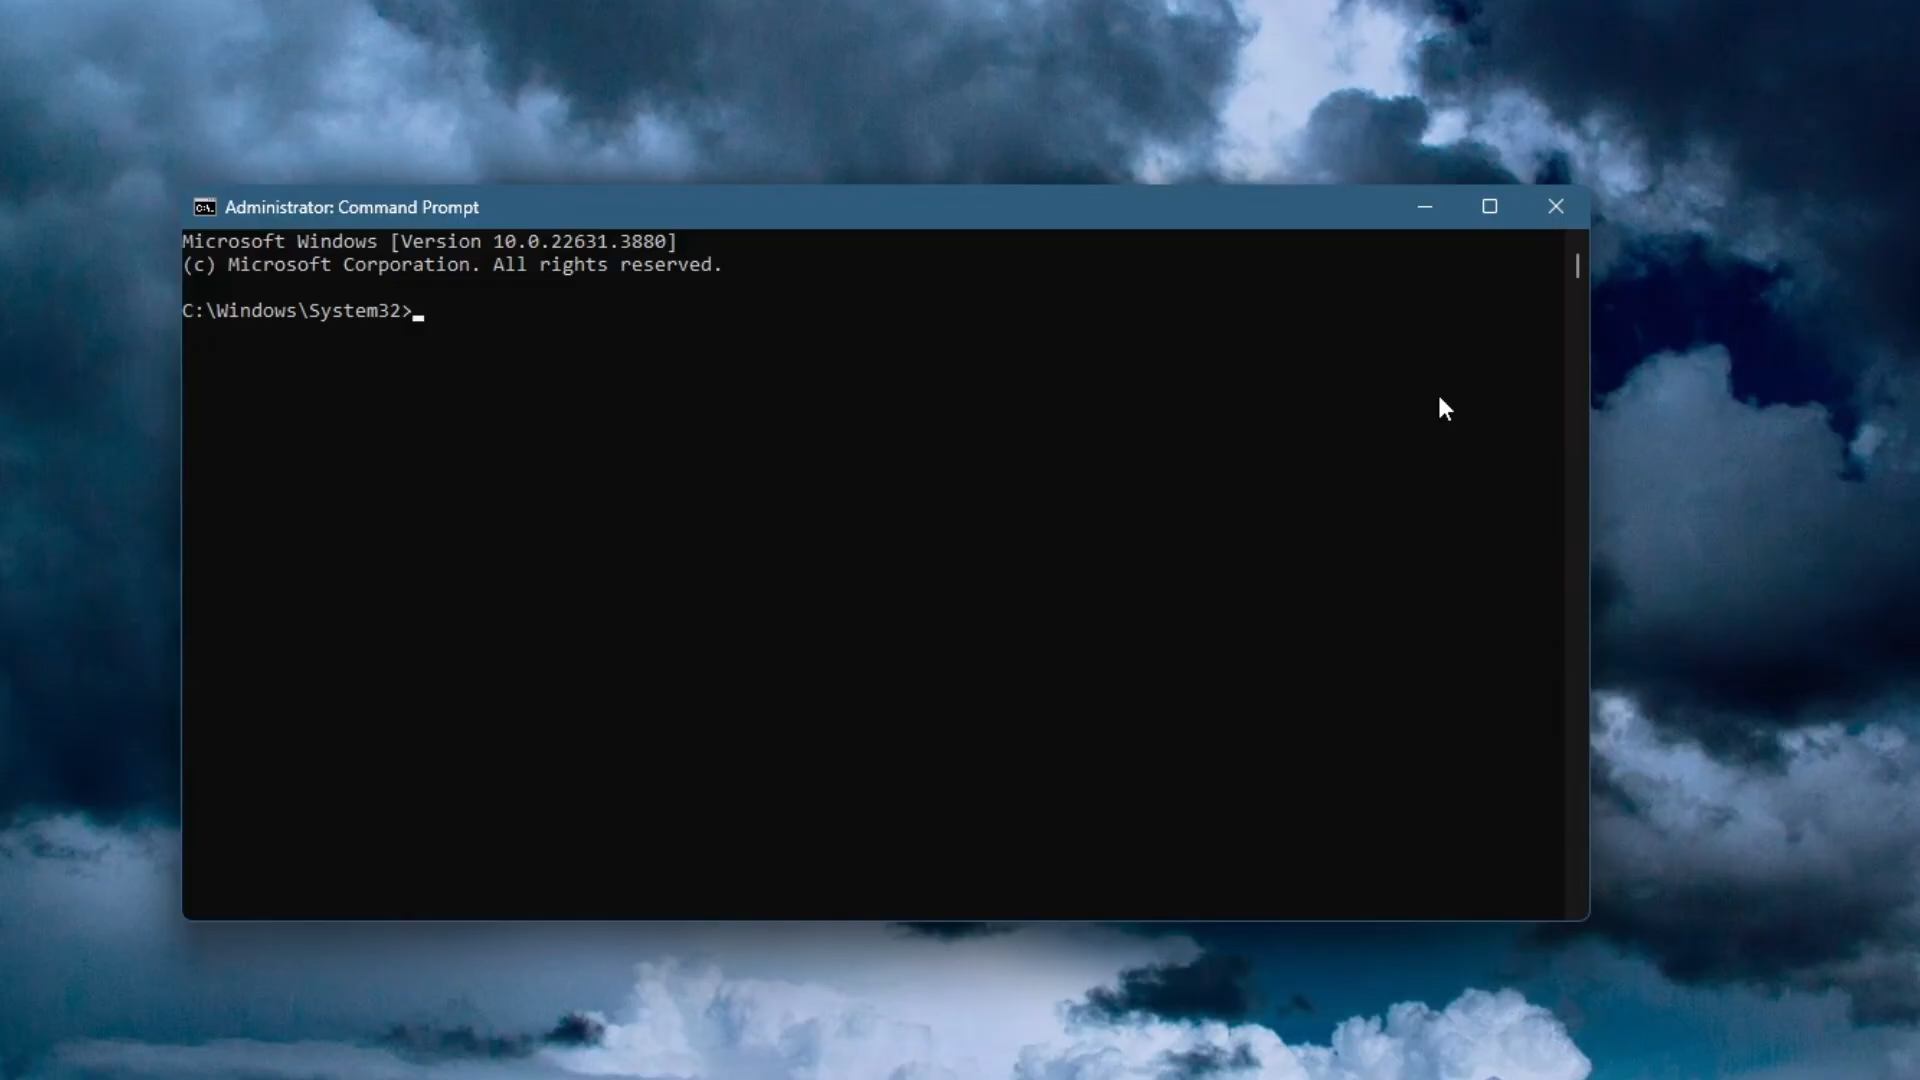 Administrator: Command Prompt
Microsoft Windows [Version 10.0.22631.3880]
(c) Microsoft Corporation. All rights reserved.
C:\Windows\System32>